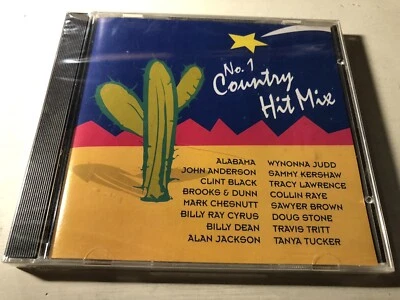 No. 1
Country
Hit Mix
ALABAMA
JOHN ANDERSON
CLINT BLACK
BROOKS & DUNN
MARK CHESNUTT
BILLY RAY CYRUS
BILLY DEAN
ALAN JACKSON
WYNONNA JUDD
SAMMY KERSHAW
TRACY LAWRENCE
COLLIN RAYE
SAWYER BROWN
DOUG STONE
TRAVIS TRITT
TANYA TUCKER